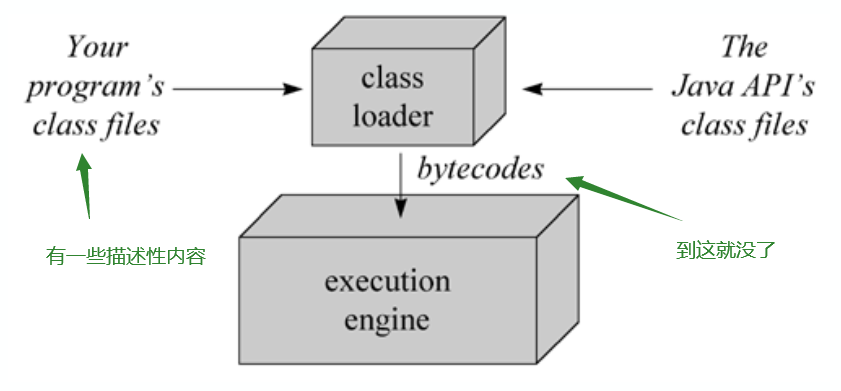 Your
program's
class files
class
loader
The
Java API's
class files
bytecodes
有一些描述性内容
到这就没了
execution
engine